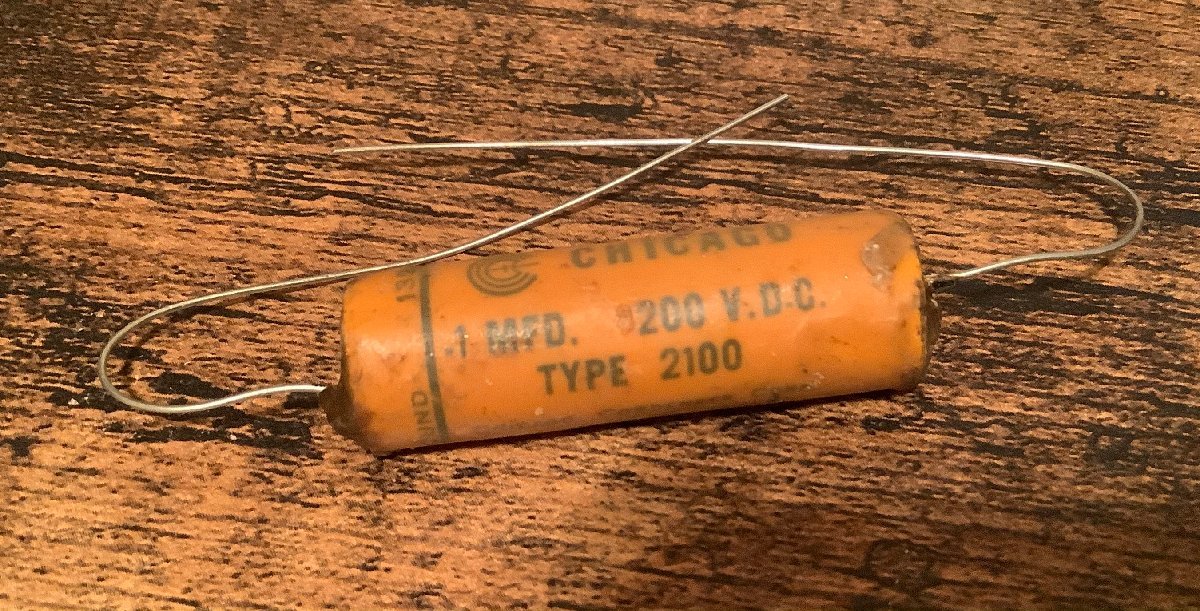 CHICAGO
.1 MFD. 200 V.D.C.
TYPE 2100